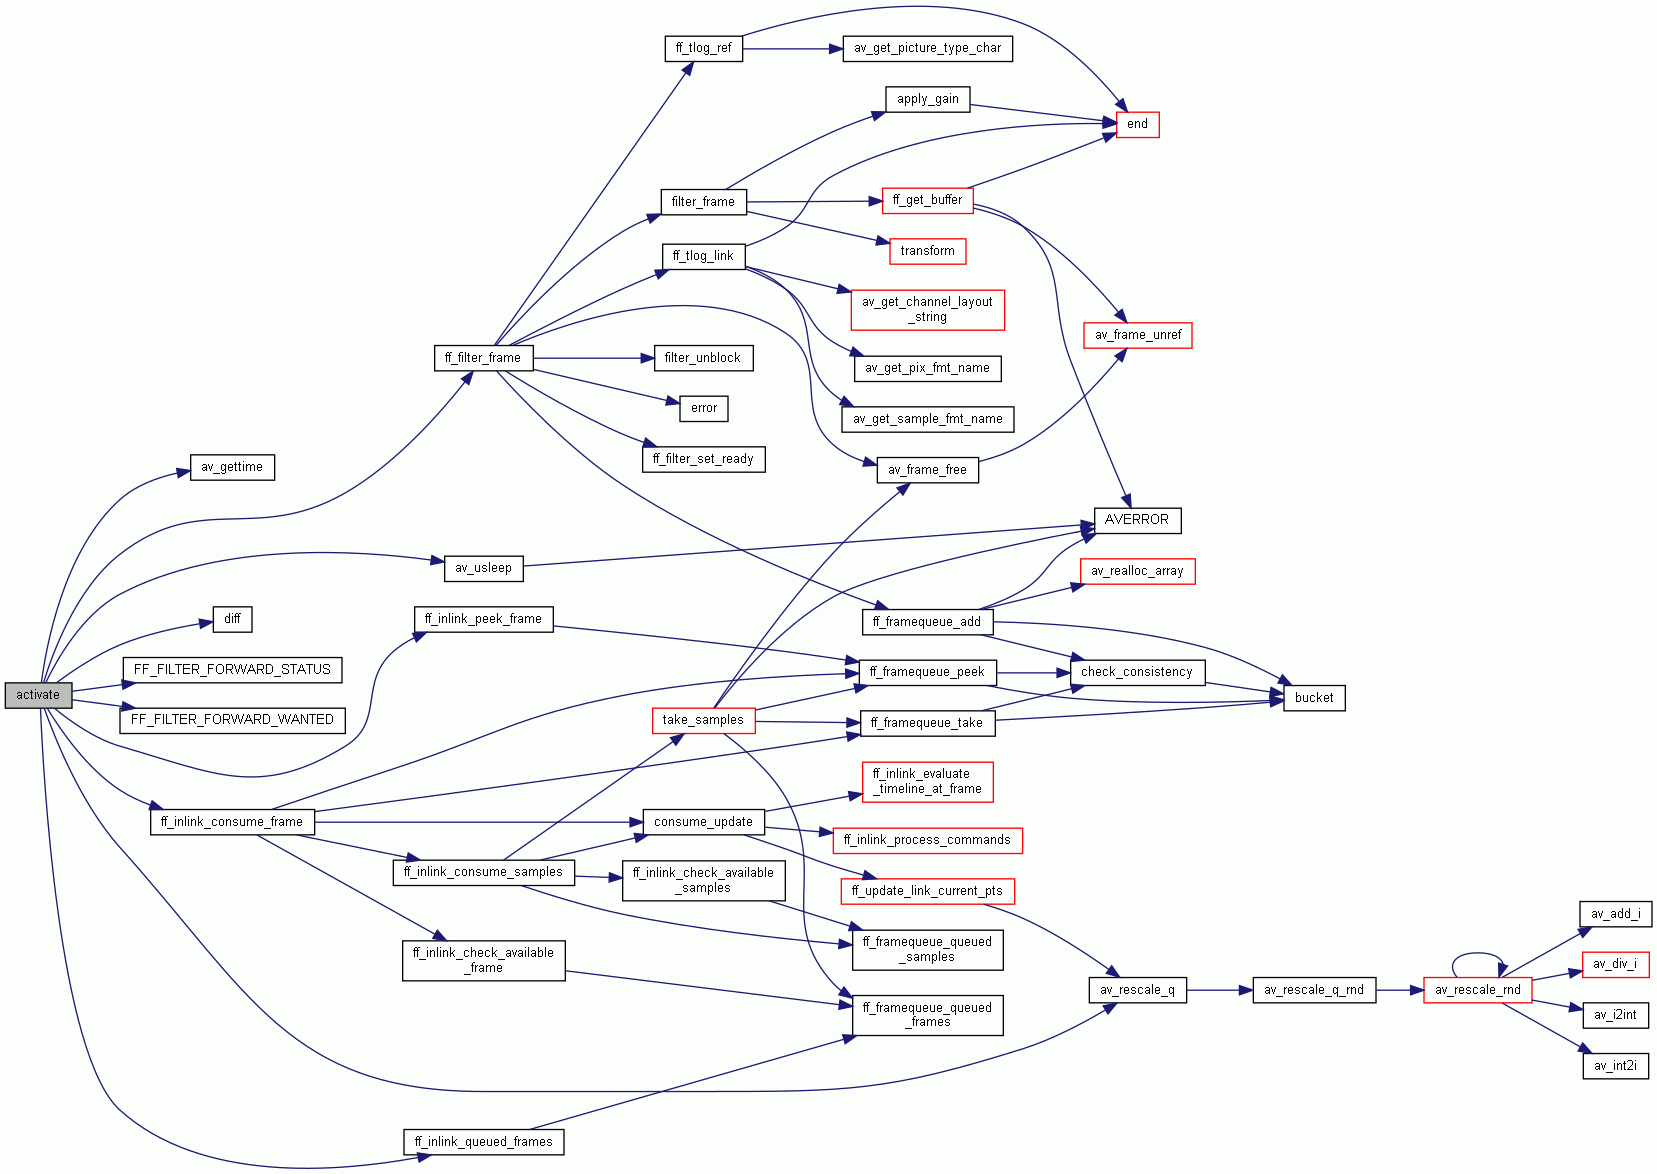 ff_tlog_ref
av_get_picture_type_char
apply_gain
end
filter_frame
ff_get_buffer
transform
ff_tlog_link
av_get_channel_layout
_string
av_frame_unref
ff_filter_frame
filter_unblock
av_get_pix_fmt_name
error
av_get_sample_fmt_name
ff_filter_set_ready
av_gettime
av_frame_free
AVERROR
av_usleep
av_realloc_array
diff
ff_inlink_peek_frame
ff_framequeue_add
FF_FILTER_FORWARD_STATUS
ff_framequeue_peek
check_consistency
activate
bucket
FF_FILTER_FORWARD_WANTED
take_samples
ff_framequeue_take
ff_inlink_evaluate
_timeline_at_frame
ff_inlink_consume_frame
consume_update
ff_inlink_process_commands
ff_inlink_consume_samples
ff_inlink_check_available
_samples
ff_update_link_current_pts
av_add_i
ff_inlink_check_available
_frame
ff_framequeue_queued
_samples
av_div_i
av_rescale_q
av_rescale_q_rnd
av_rescale_rnd
ff_framequeue_queued
_frames
av_i2int
av_int2i
ff_inlink_queued_frames